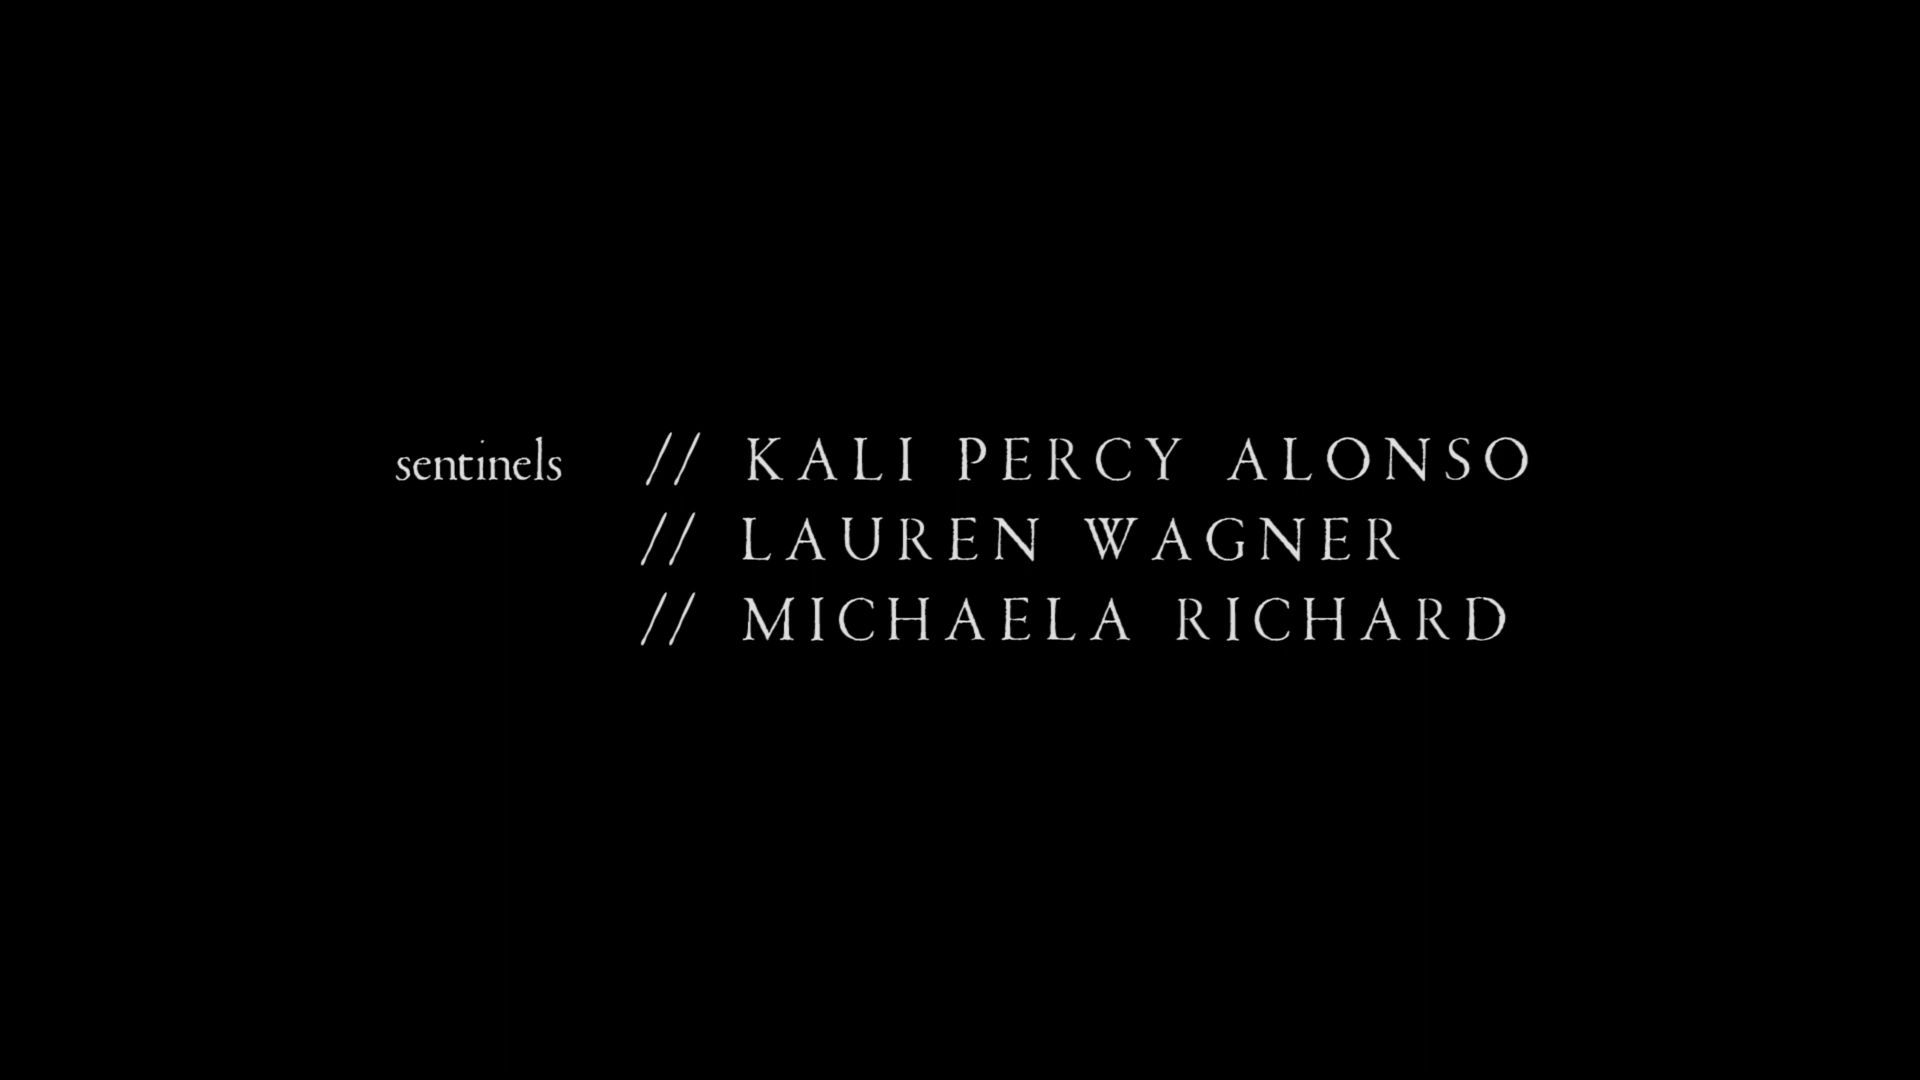 sentinels // KALI PERCY ALONSO
// LAUREN WAGNER
// MICHAELA RICHARD